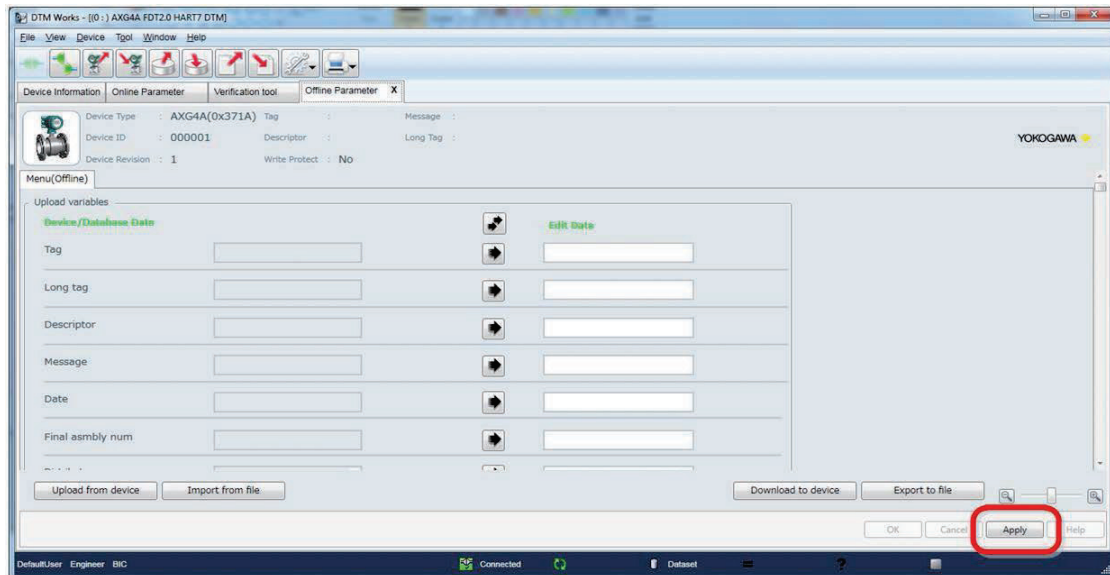 DTM Works - [(0 : ) AXG4A FDT2.0 HART7 DTM]
File View Device Tool Window Help
Device Information Online Parameter Verification tool Offline Parameter X
Device Type : AXG4A(0x371A) Tag : Message :
Device ID : 000001 Descriptor : Long Tag :
YOKOGAWA
Device Revision : 1 Write Protect : No
Menu(Offline)
Upload variables
Device/Database Data Edit Data
Tag
Long tag
Descriptor
Message
Date
Final asmbly num
Upload from device Import from file Download to device Export to file
OK Cancel Apply Help
DefaultUser Engineer BIC Connected Dataset = ?